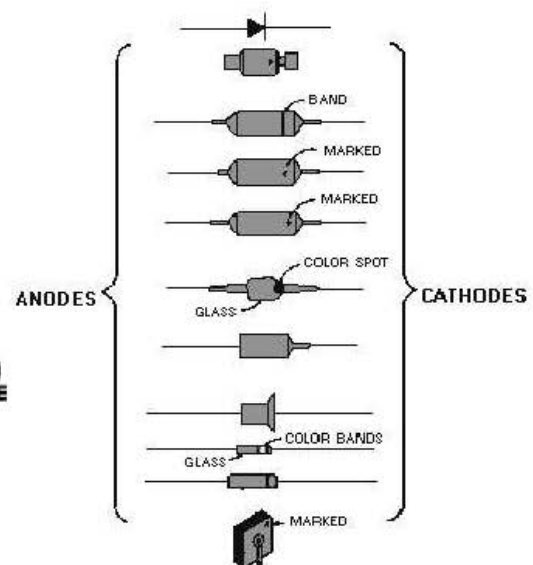 BAND
MARKED
MARKED
COLOR SPOT
ANODES
CATHODES
GLASS
COLOR BANDS
GLASS
MARKED